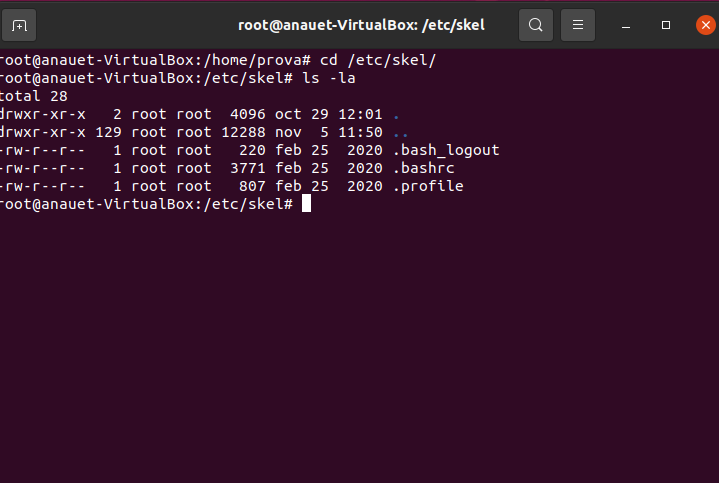 root@anauet-VirtualBox: /etc/skel
root@anauet-VirtualBox:/home/prova# cd /etc/skel/
root@anauet-VirtualBox:/etc/skel# ls -la
total 28
drwxr-xr-x   2 root root  4096 oct 29 12:01 .
drwxr-xr-x 129 root root 12288 nov  5 11:50 ..
-rw-r--r--   1 root root   220 feb 25  2020 .bash_logout
-rw-r--r--   1 root root  3771 feb 25  2020 .bashrc
-rw-r--r--   1 root root   807 feb 25  2020 .profile
root@anauet-VirtualBox:/etc/skel#